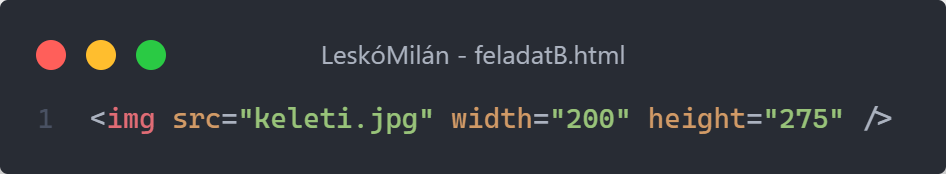 LeskóMilán - feladatB.html
1 <img src="keleti.jpg" width="200" height="275" />